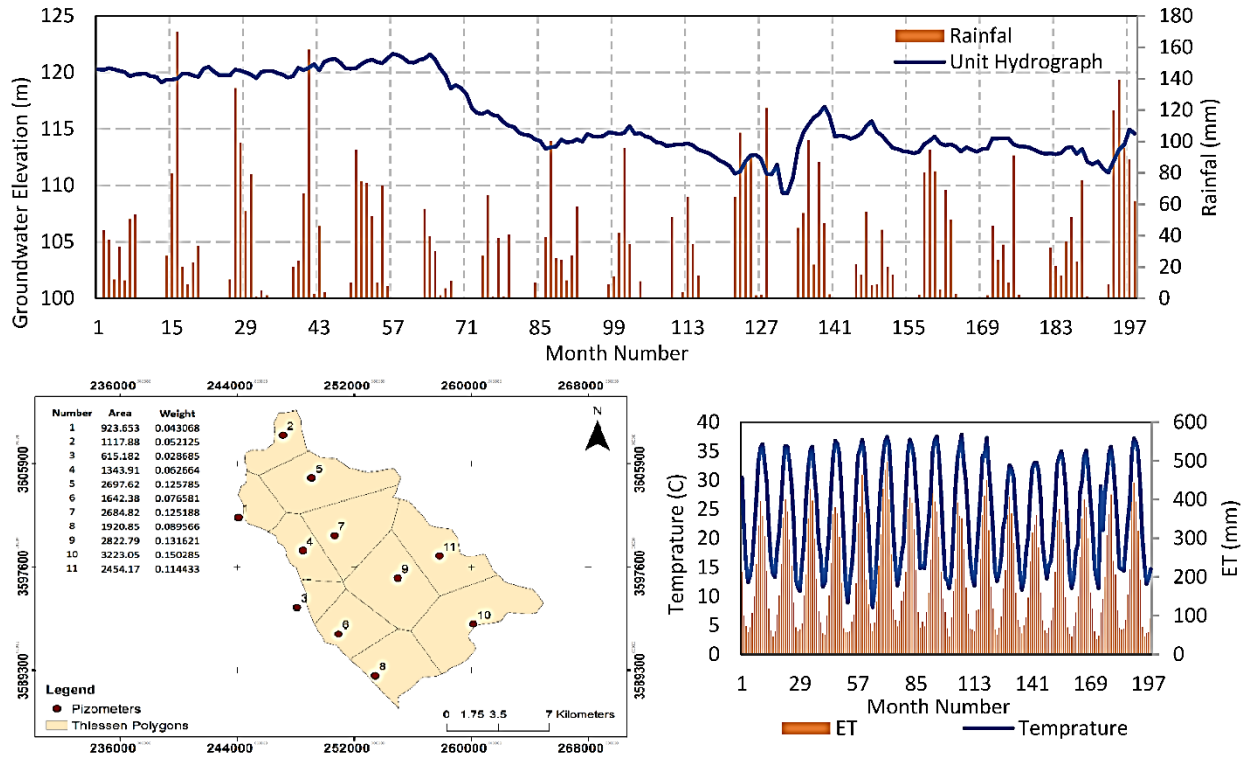 125
120
115
110
105
100
Groundwater Elevation (m)
180
160
140
120
100
80
60
40
20
0
Rainfall (mm)
Rainfal
Unit Hydrograph
1 15 29 43 57 71 85 99 113 127 141 155 169 183 197
Month Number
236000 244000 252000 260000 268000
Number Area Weight
1 923.653 0.043068
2 1117.88 0.052125
3 615.182 0.028685
4 1343.91 0.062664
5 2697.62 0.125785
6 1642.38 0.076581
7 2684.82 0.125188
8 1920.85 0.089566
9 2822.79 0.131621
10 3223.05 0.150285
11 2454.17 0.114433
N
3605900
3597600
3589300
3605900
3597600
3589300
2
5
7
4
11
9
3
10
6
8
Legend
Pizometers
Thiessen Polygons
0 1.75 3.5 7 Kilometers
236000 244000 252000 260000 268000
40
35
30
25
20
15
10
5
0
Temprature (C)
600
500
400
300
200
100
0
ET (mm)
1 29 57 85 113 141 169 197
Month Number
ET Temprature